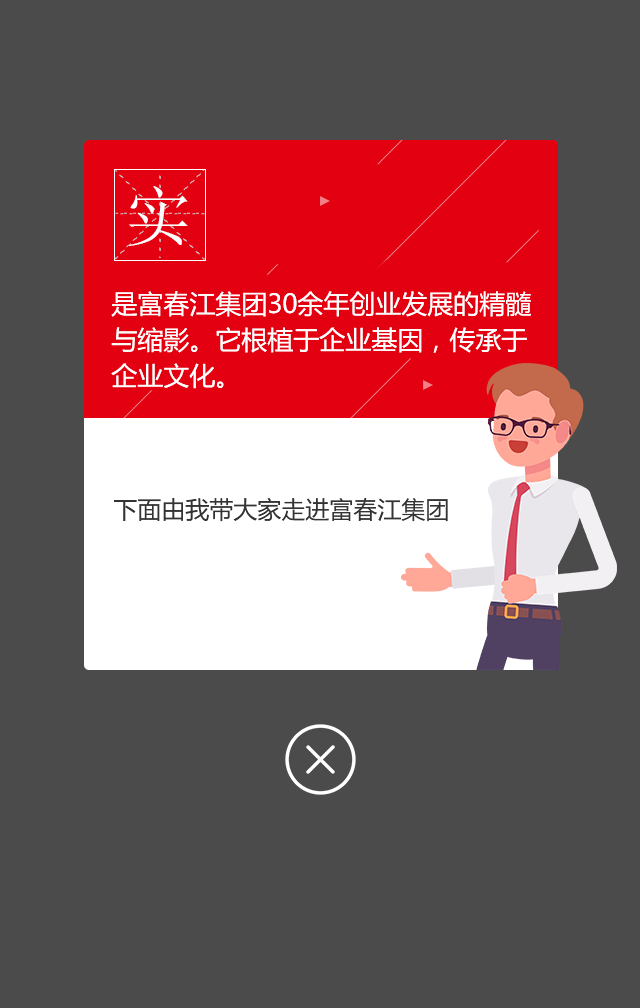 实
是富春江集团30余年创业发展的精髓
与缩影。它根植于企业基因，传承于
企业文化。
下面由我带大家走进富春江集团